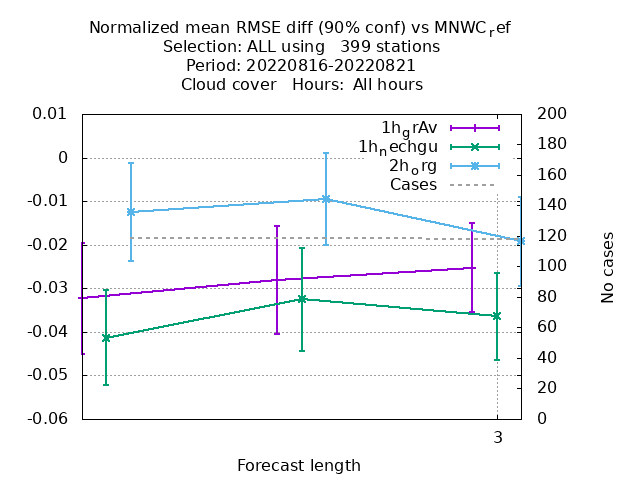 Normalized mean RMSE diff (90% conf) vs MNWC_ref
Selection: ALL using   399 stations
Period: 20220816-20220821
Cloud cover   Hours:  All hours
0.01
0
-0.01
-0.02
-0.03
-0.04
-0.05
-0.06
1h_grAv
1h_nechgu
2h_org
Cases
200
180
160
140
120
100
80
60
40
20
0
No cases
3
Forecast length